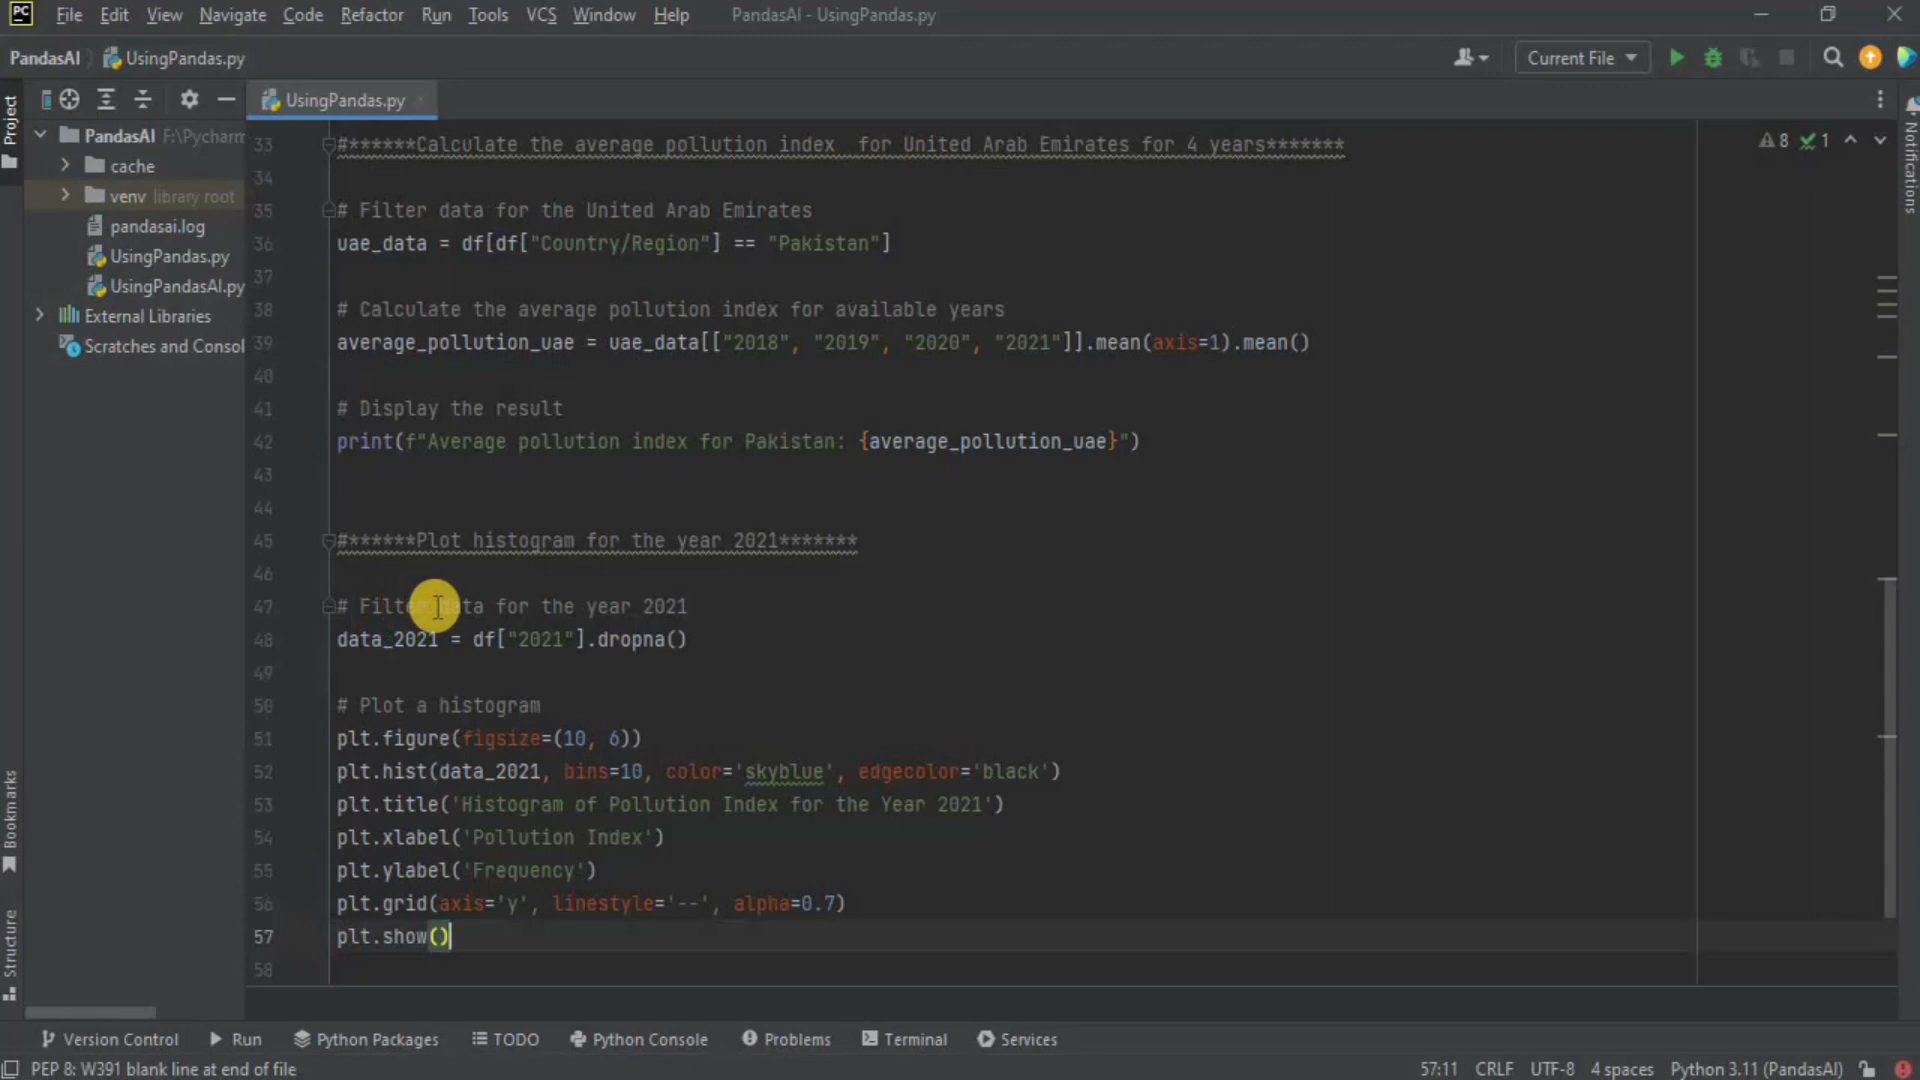 PC File Edit View Navigate Code Refactor Run Tools VCS Window Help PandasAI - UsingPandas.py
PandasAI UsingPandas.py Current File
Project UsingPandas.py
PandasAI F:\Pycharm
cache
venv library root
pandasai.log
UsingPandas.py
UsingPandasAI.py
External Libraries
Scratches and Consol
8 1
Notifications
33 #******Calculate the average pollution index  for United Arab Emirates for 4 years*******
34
35 # Filter data for the United Arab Emirates
36 uae_data = df[df["Country/Region"] == "Pakistan"]
37
38 # Calculate the average pollution index for available years
39 average_pollution_uae = uae_data[["2018", "2019", "2020", "2021"]].mean(axis=1).mean()
40
41 # Display the result
42 print(f"Average pollution index for Pakistan: {average_pollution_uae}")
43
44
45 #******Plot histogram for the year 2021*******
46
47 # Filter data for the year 2021
48 data_2021 = df["2021"].dropna()
49
50 # Plot a histogram
51 plt.figure(figsize=(10, 6))
52 plt.hist(data_2021, bins=10, color='skyblue', edgecolor='black')
53 plt.title('Histogram of Pollution Index for the Year 2021')
54 plt.xlabel('Pollution Index')
55 plt.ylabel('Frequency')
56 plt.grid(axis='y', linestyle='--', alpha=0.7)
57 plt.show()
58
Bookmarks
Structure
Version Control Run Python Packages TODO Python Console Problems Terminal Services
PEP 8: W391 blank line at end of file 57:11 CRLF UTF-8 4 spaces Python 3.11 (PandasAI)